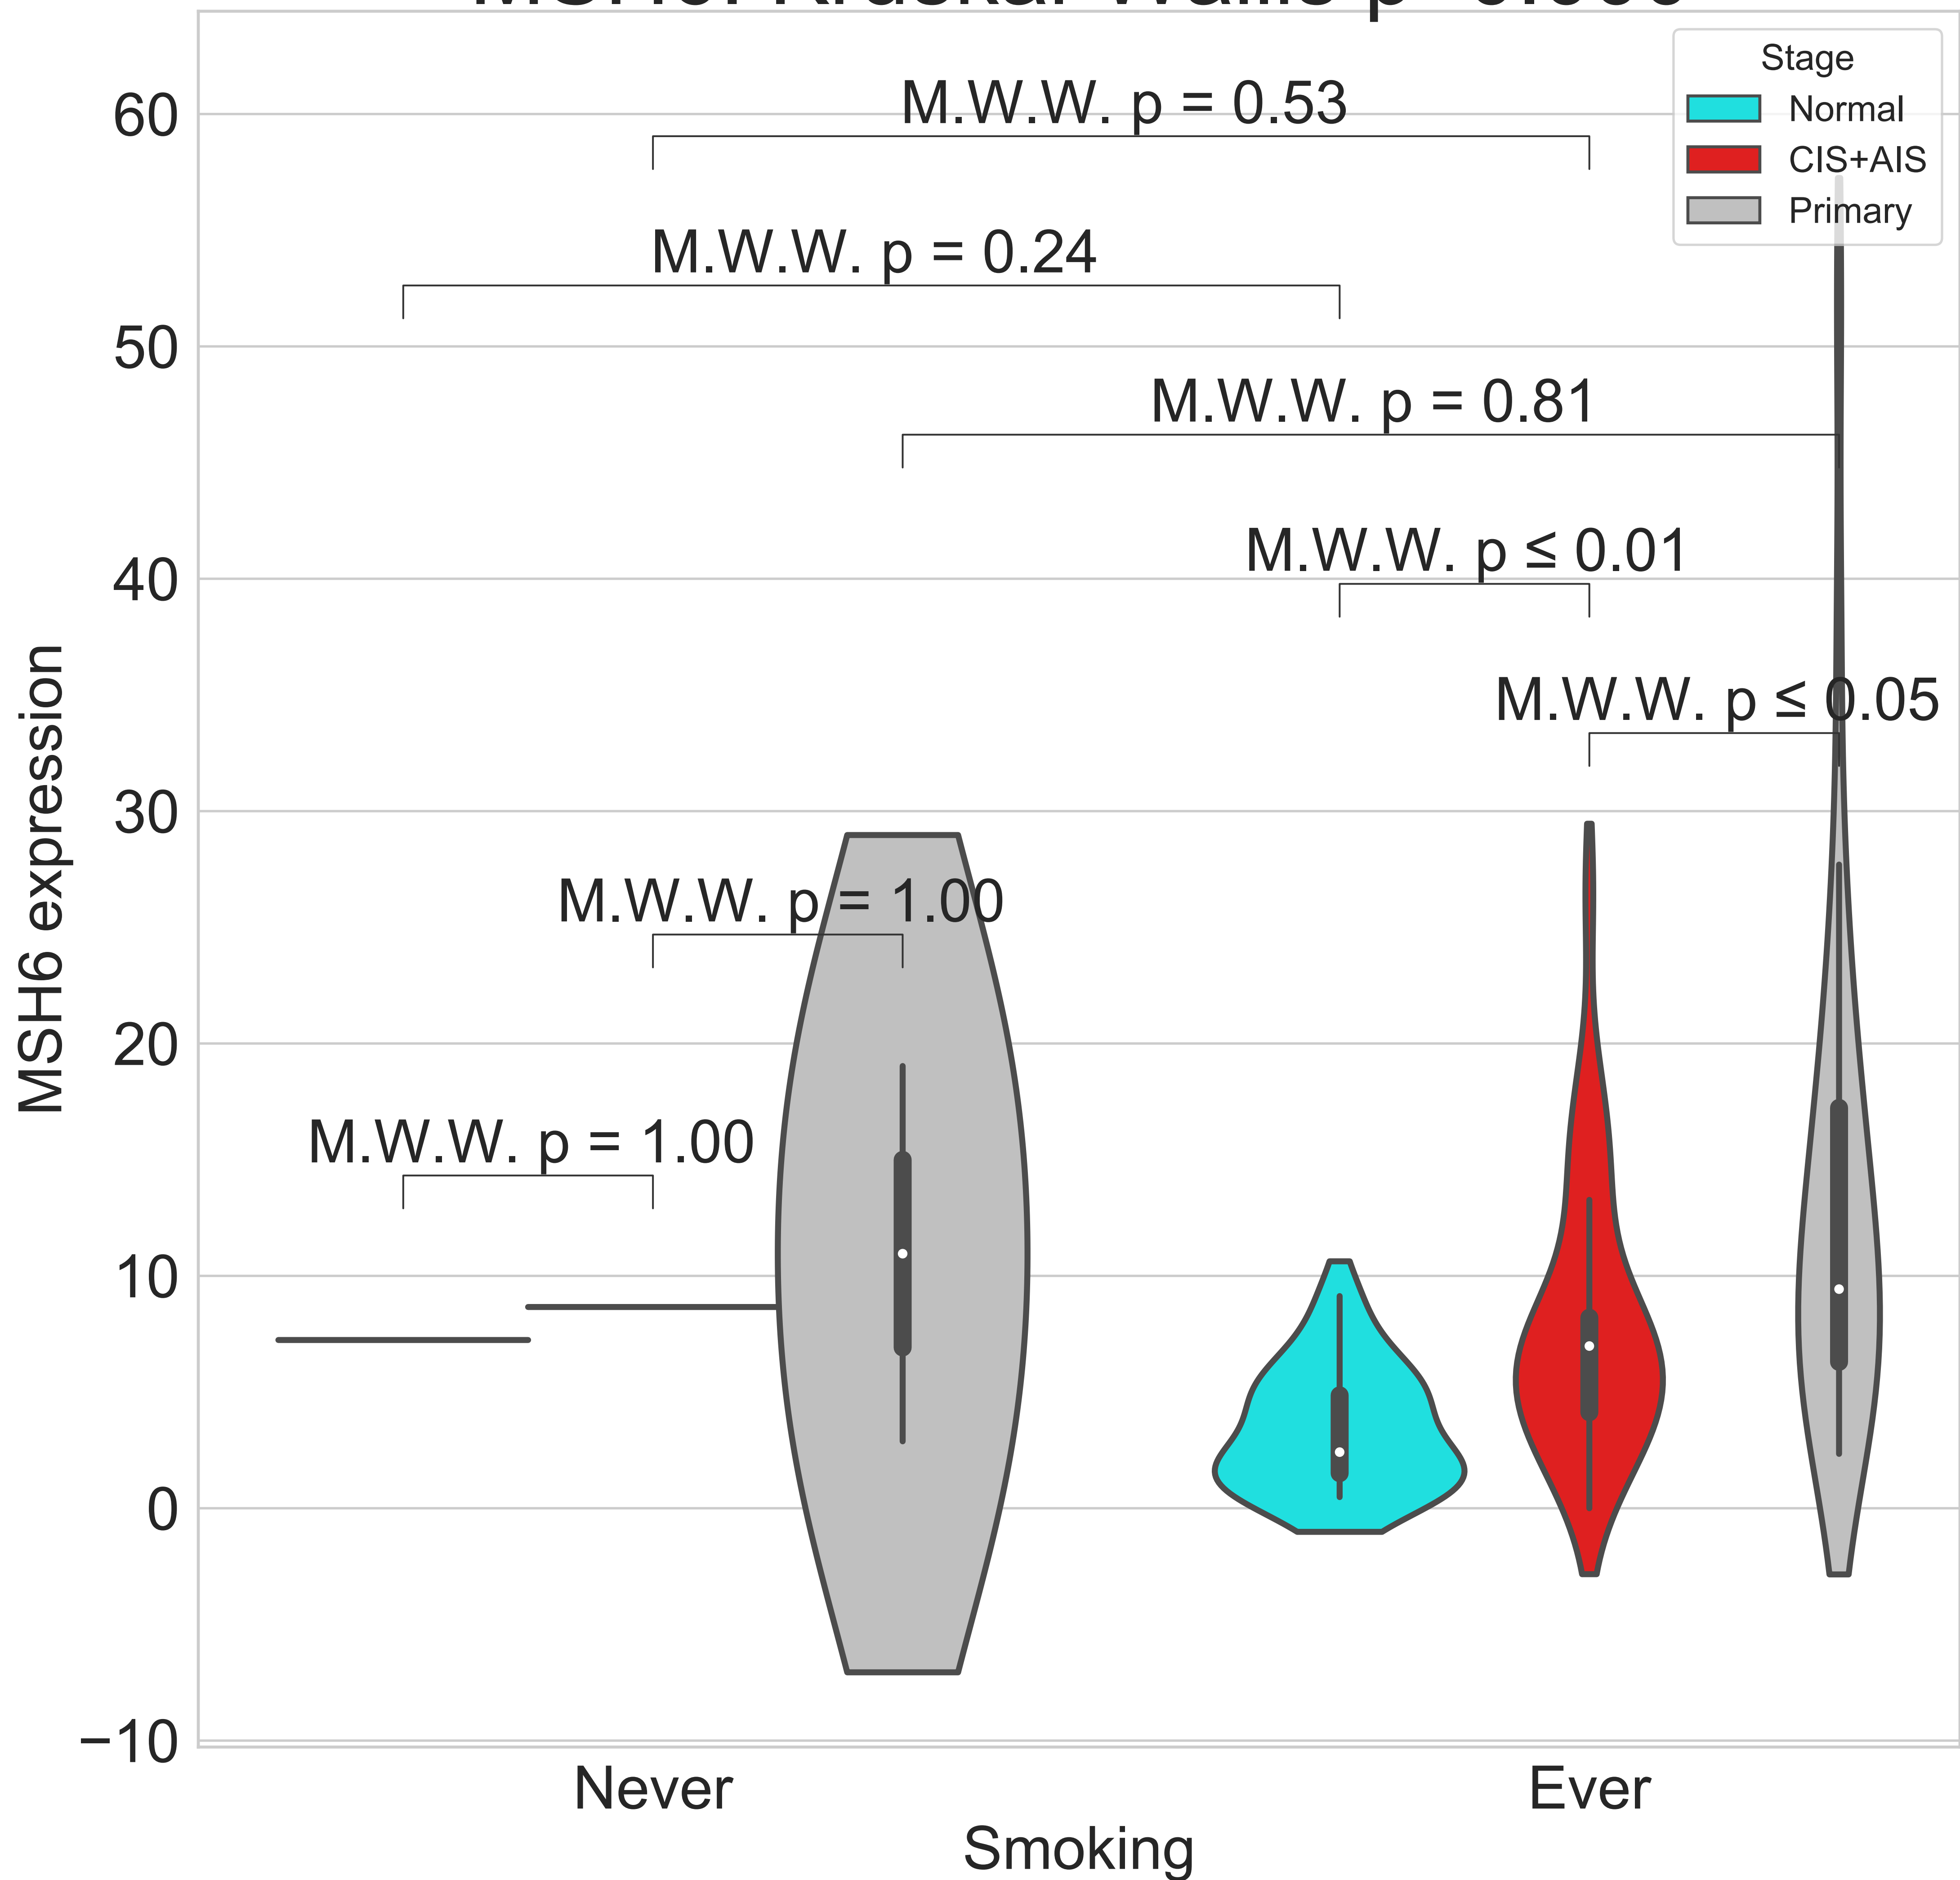 Stage
Normal
CIS+AIS
Primary
M.W.W. p = 0.53
M.W.W. p = 0.24
M.W.W. p = 0.81
M.W.W. p ≤ 0.01
M.W.W. p ≤ 0.05
M.W.W. p = 1.00
M.W.W. p = 1.00
60
50
40
30
20
10
0
−10
MSH6 expression
Never
Ever
Smoking